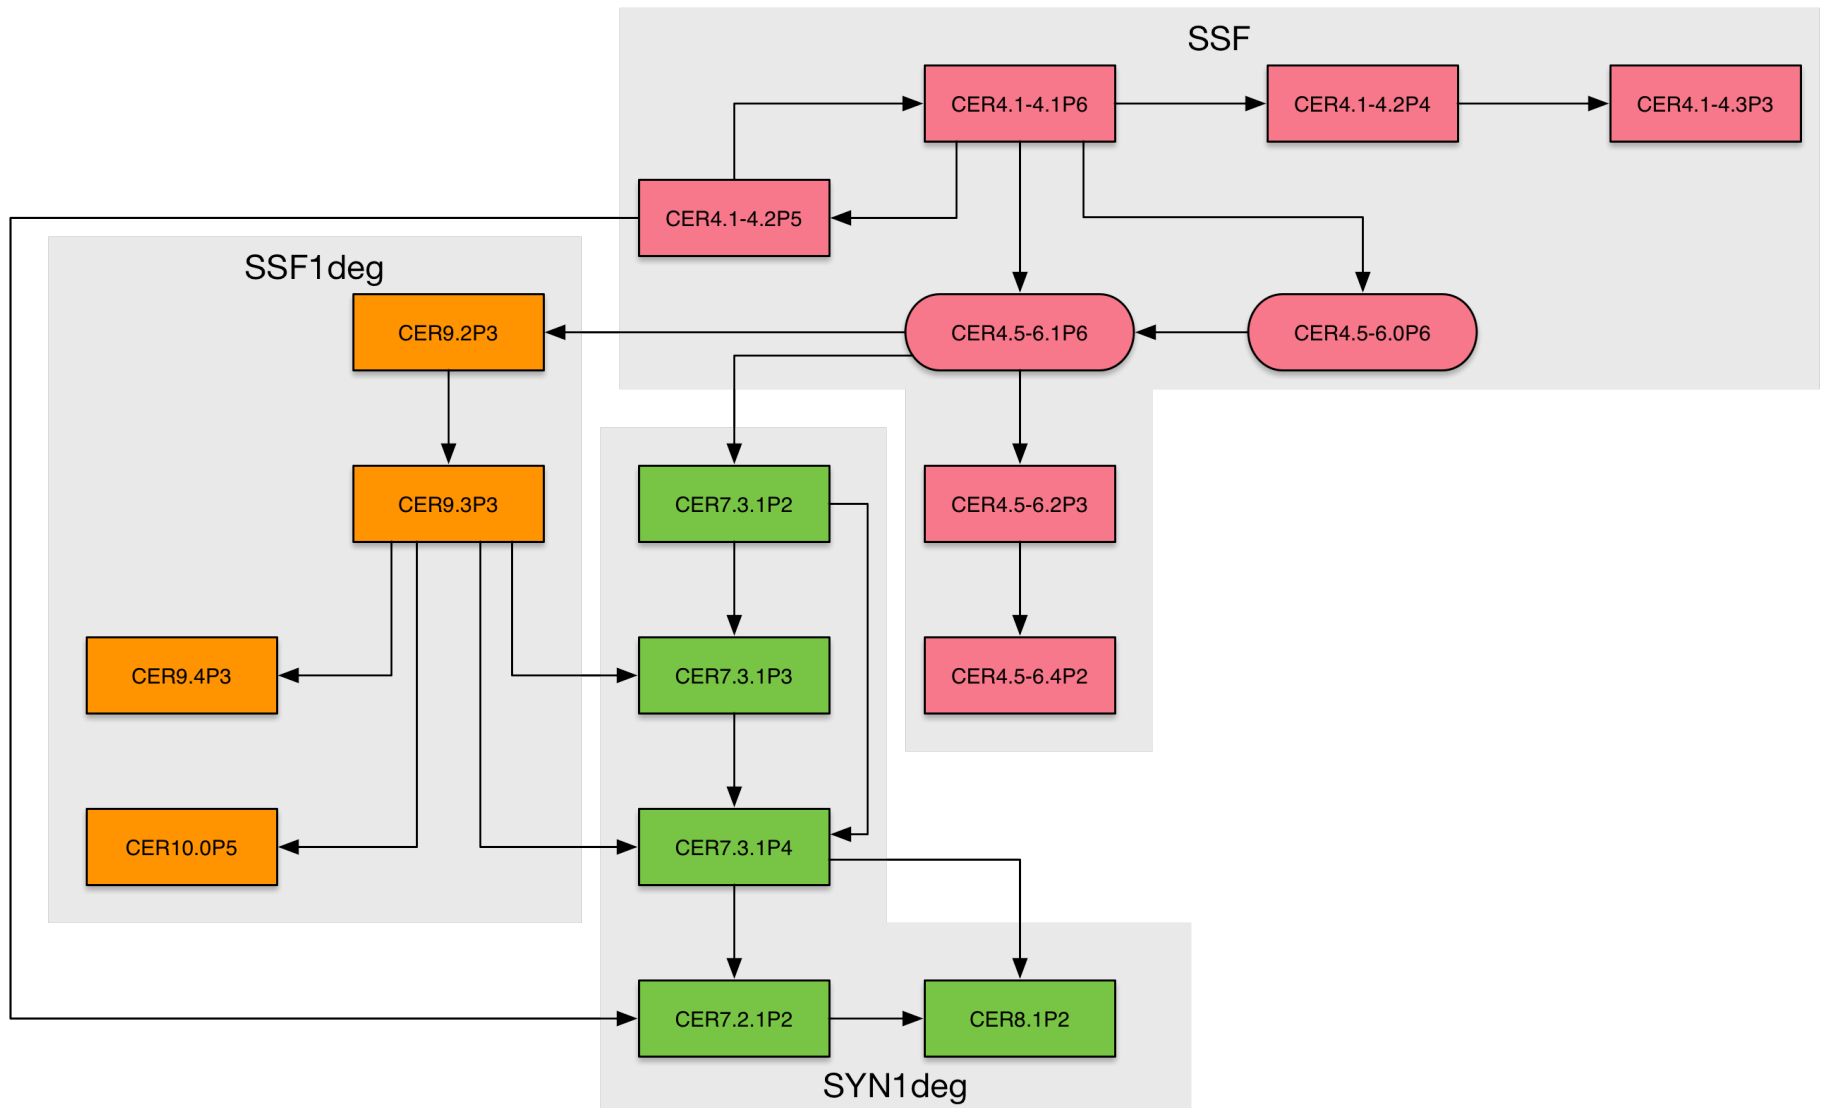 SSF
CER4.1-4.1P6
CER4.1-4.2P4
CER4.1-4.3P3
CER4.1-4.2P5
SSF1deg
CER9.2P3
CER4.5-6.1P6
CER4.5-6.0P6
CER9.3P3
CER7.3.1P2
CER4.5-6.2P3
CER9.4P3
CER7.3.1P3
CER4.5-6.4P2
CER10.0P5
CER7.3.1P4
CER7.2.1P2
CER8.1P2
SYN1deg